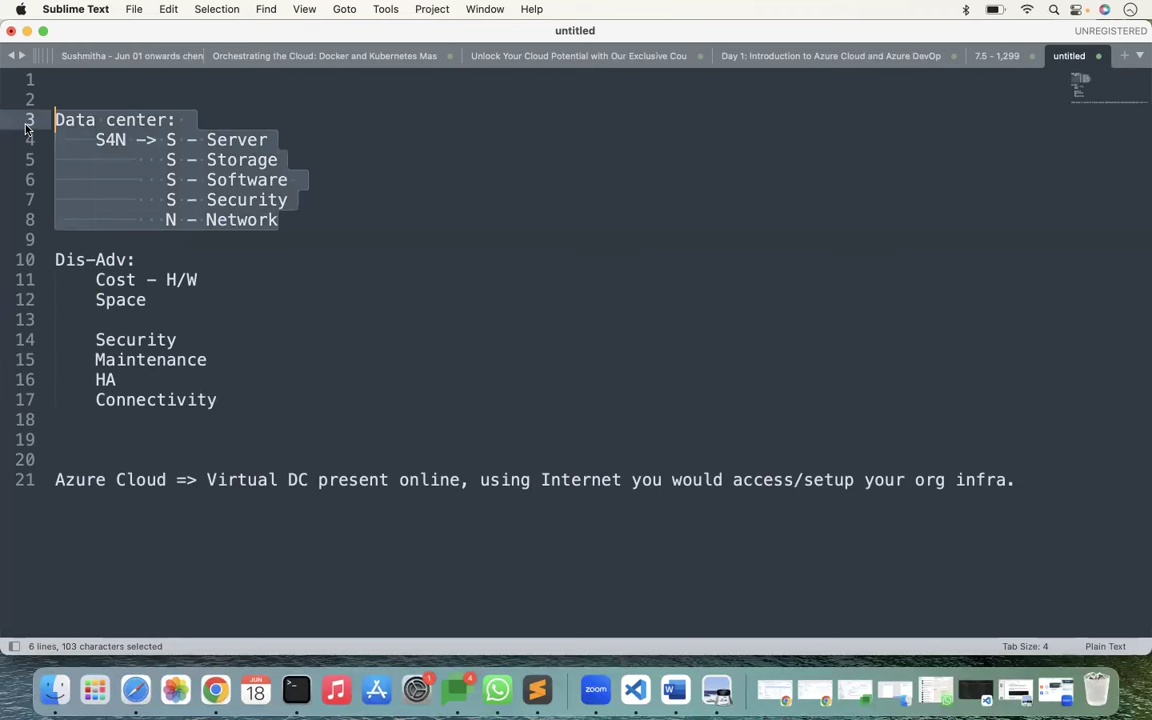 Sublime Text File Edit Selection Find View Goto Tools Project Window Help
untitled
UNREGISTERED
Sushmitha - Jun 01 onwards chen
Orchestrating the Cloud: Docker and Kubernetes Mas
Unlock Your Cloud Potential with Our Exclusive Cou
Day 1: Introduction to Azure Cloud and Azure DevOp
7.5 - 1,299
untitled
1
2
3 Data center:
4 S4N -> S - Server
5 S - Storage
6 S - Software
7 S - Security
8 N - Network
9
10 Dis-Adv:
11 Cost - H/W
12 Space
13
14 Security
15 Maintenance
16 HA
17 Connectivity
18
19
20
21 Azure Cloud => Virtual DC present online, using Internet you would access/setup your org infra.
6 lines, 103 characters selected
Tab Size: 4
Plain Text
JUN
18
1
4
zoom